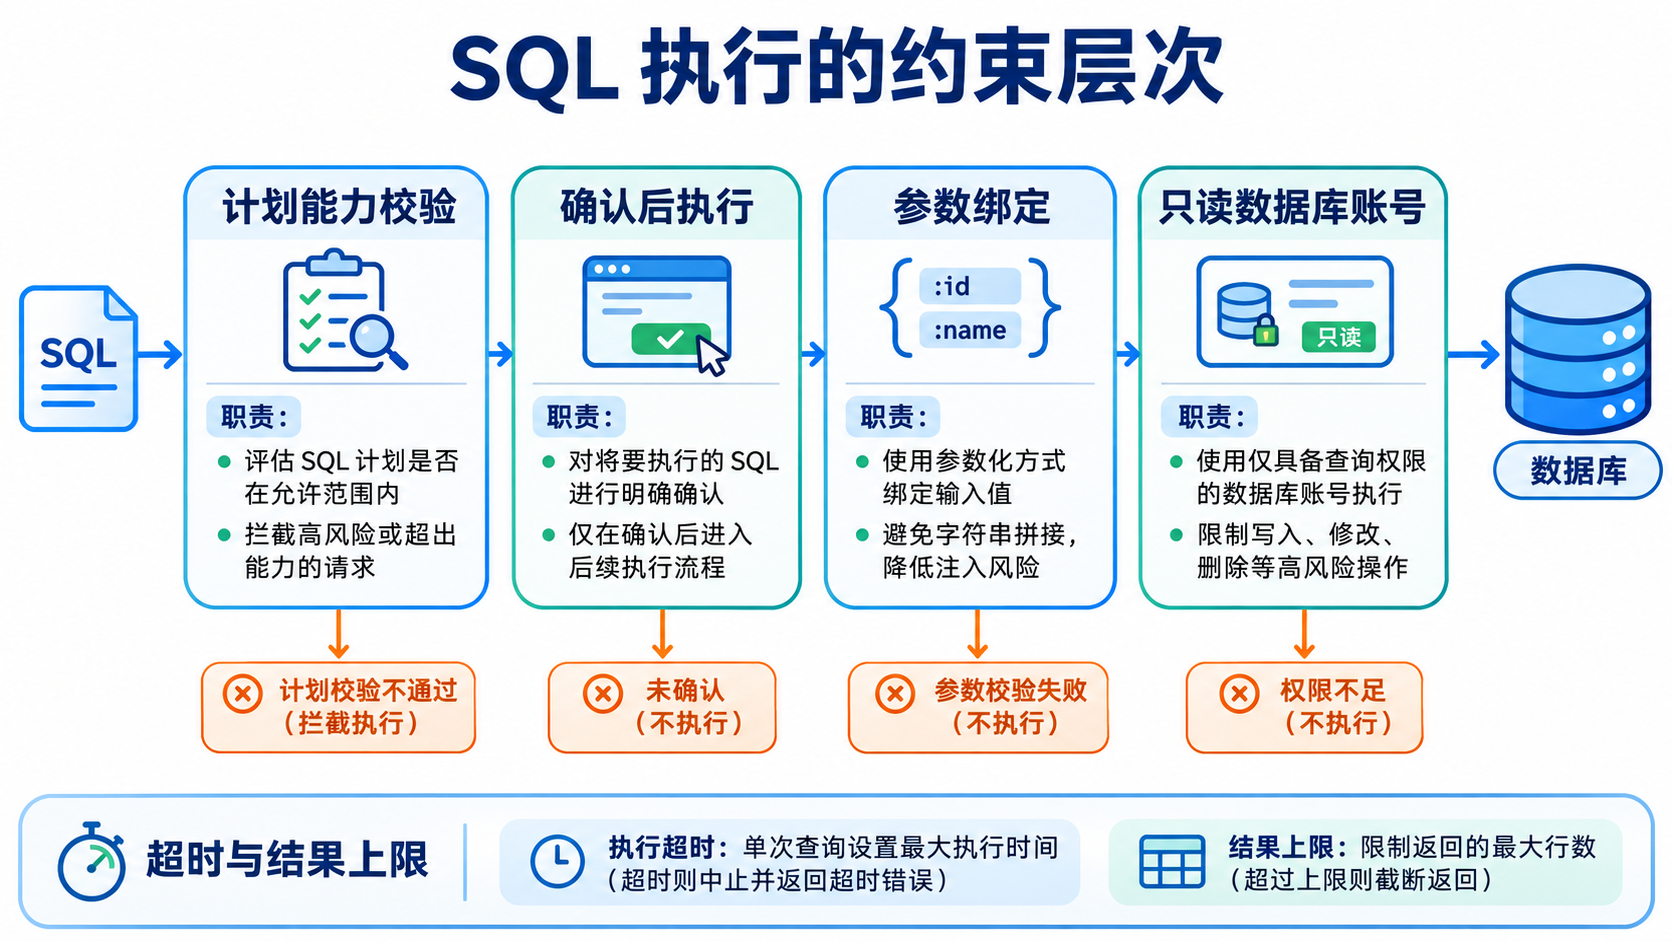 SQL 执行的约束层次
SQL
计划能力校验
职责：
评估 SQL 计划是否
在允许范围内
拦截高风险或超出
能力的请求
计划校验不通过
（拦截执行）
确认后执行
职责：
对将要执行的 SQL
进行明确确认
仅在确认后进入
后续执行流程
未确认
（不执行）
参数绑定
:id
:name
职责：
使用参数化方式
绑定输入值
避免字符串拼接，
降低注入风险
参数校验失败
（不执行）
只读数据库账号
只读
职责：
使用仅具备查询权限
的数据库账号执行
限制写入、修改、
删除等高风险操作
权限不足
（不执行）
数据库
超时与结果上限
执行超时：单次查询设置最大执行时间
（超时则中止并返回超时错误）
结果上限：限制返回的最大行数
（超过上限则截断返回）